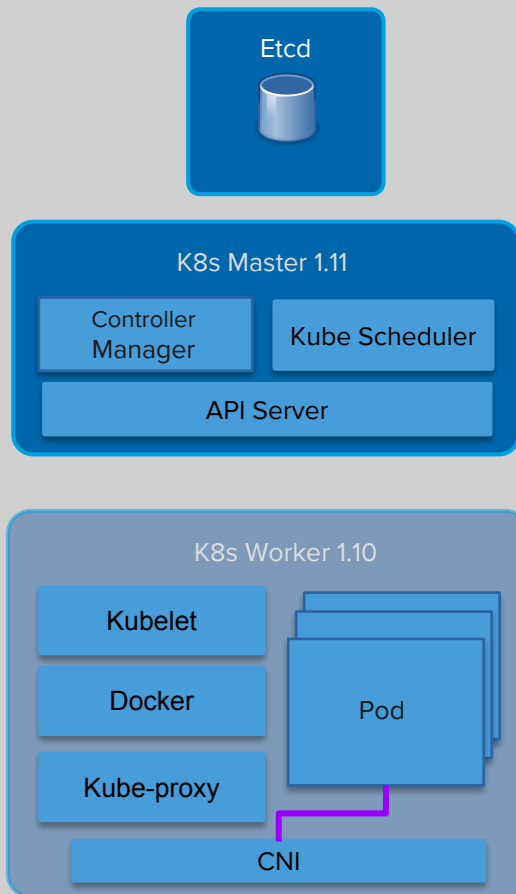 Etcd
K8s Master 1.11
Controller
Manager
Kube Scheduler
API Server
K8s Worker 1.10
Kubelet
Docker
Kube-proxy
Pod
CNI